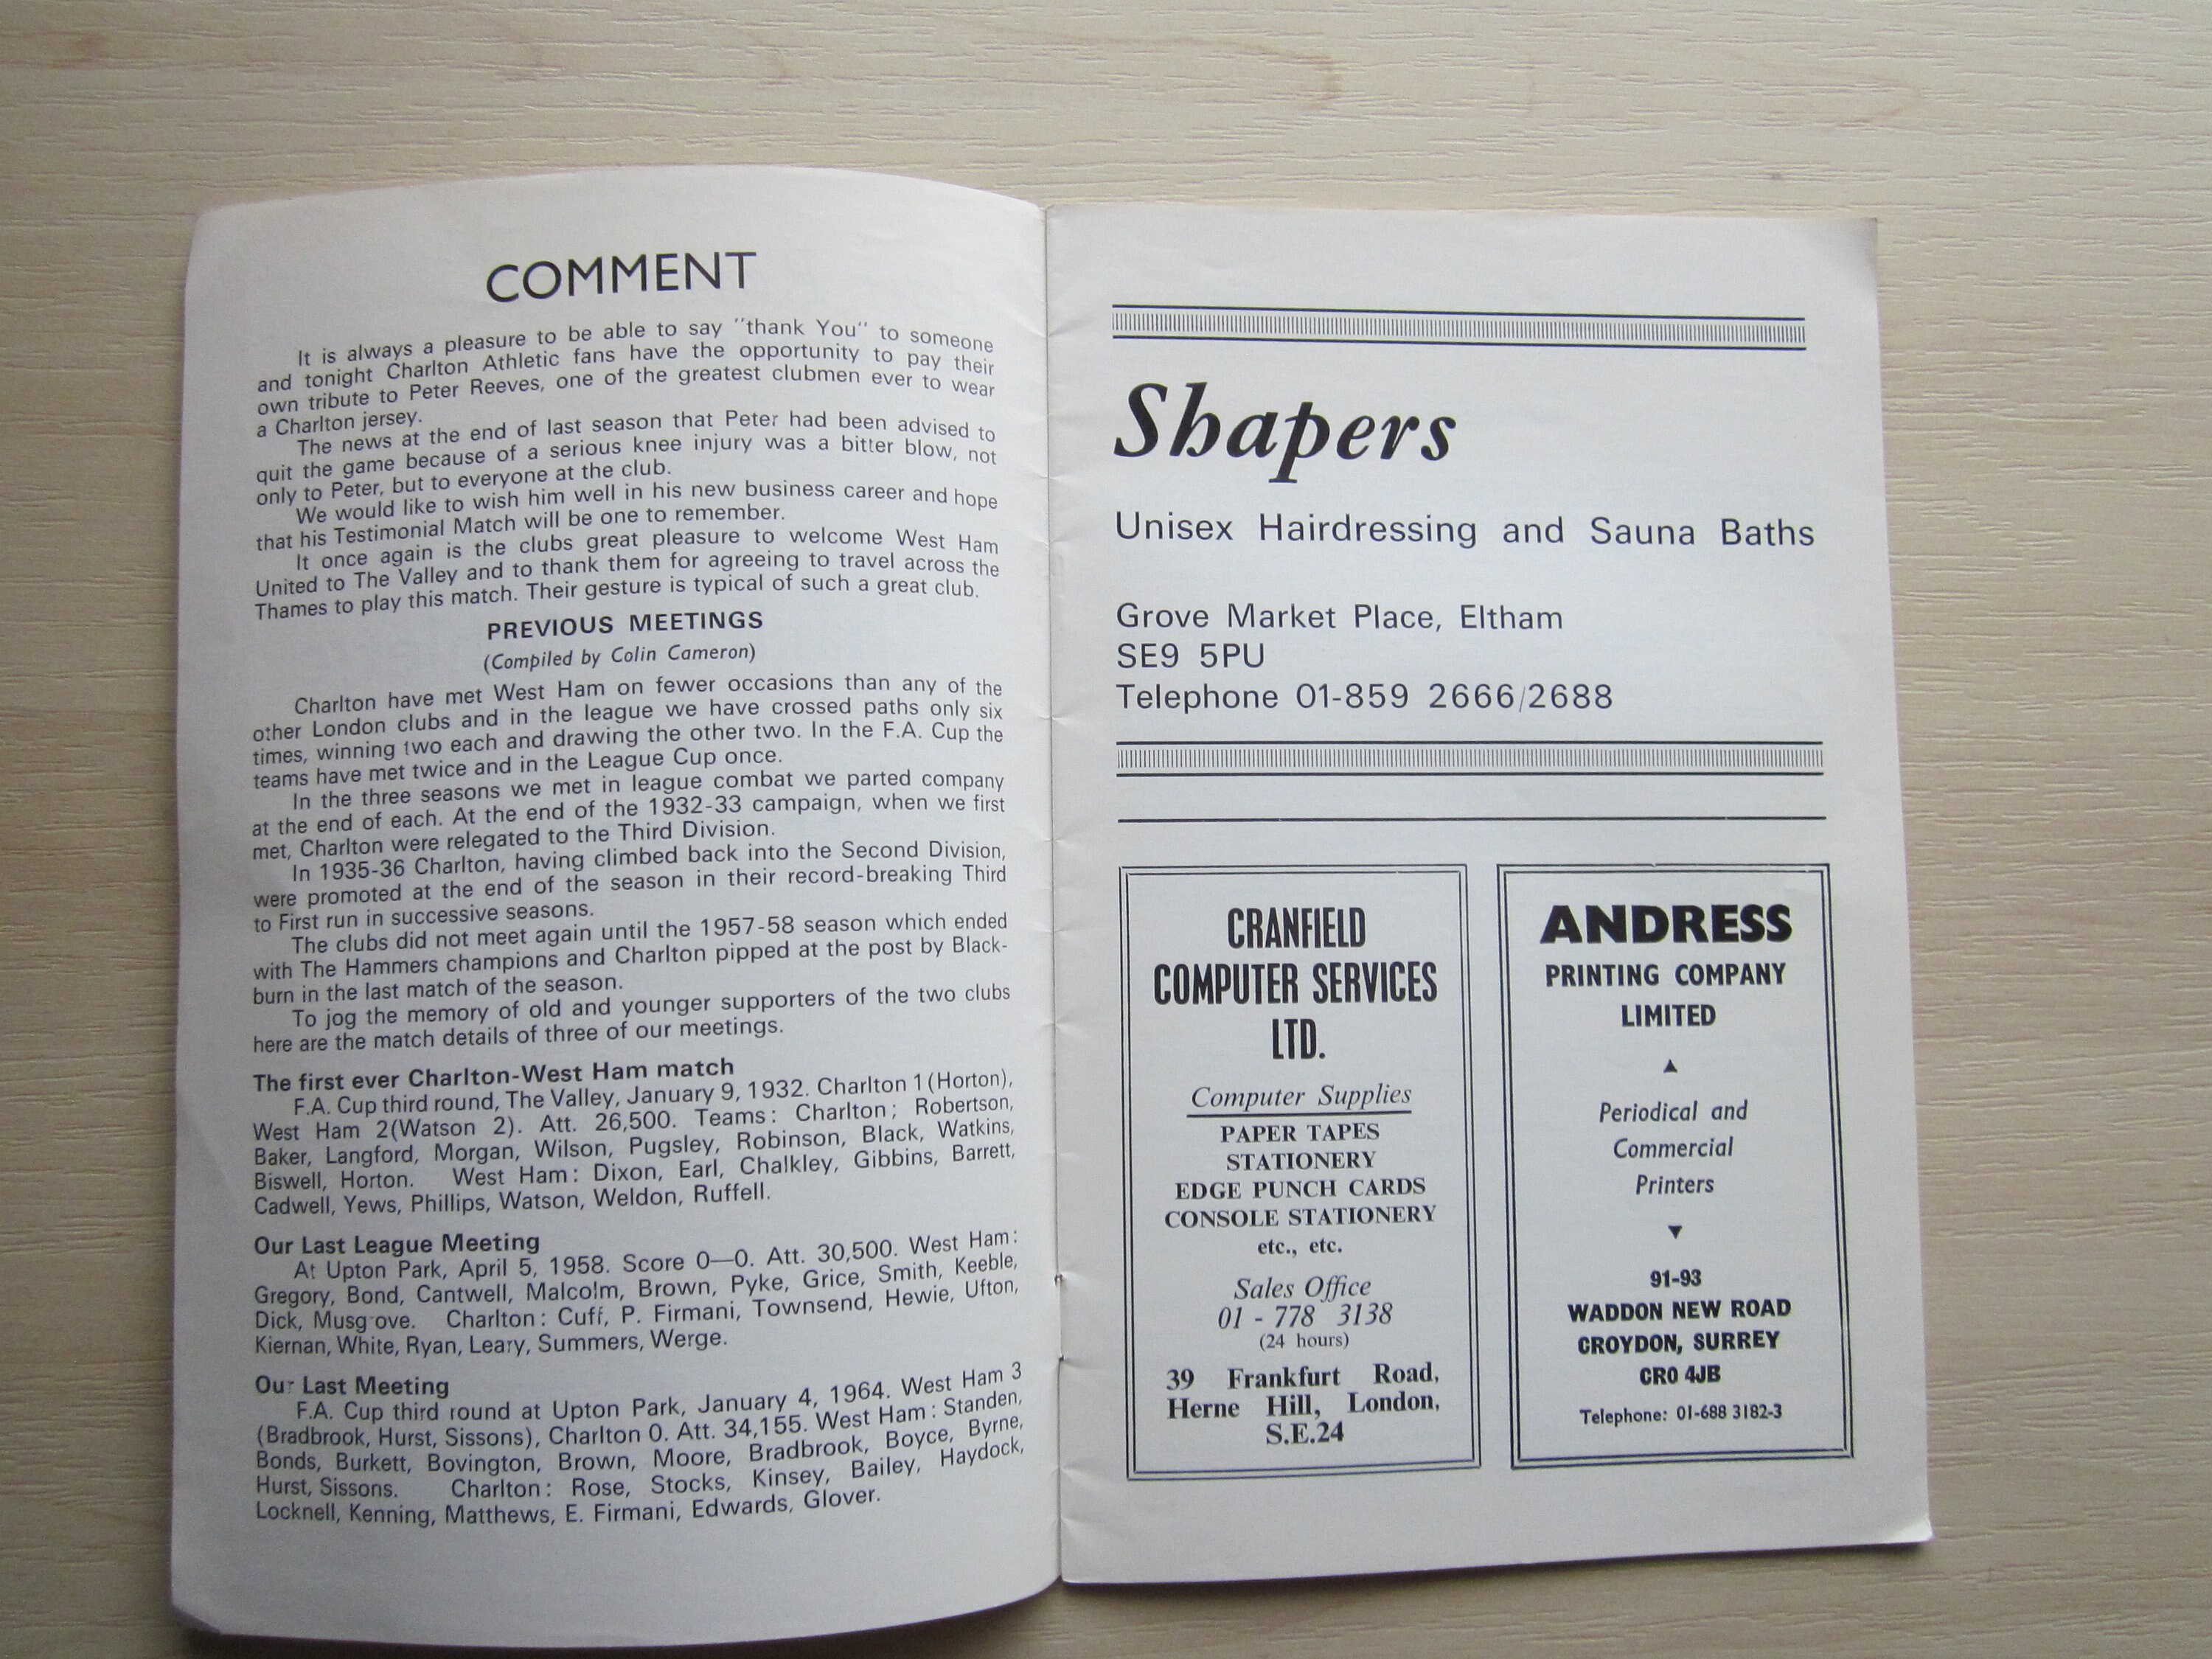 COMMENT
It is always a pleasure to be able to say "thank You" to someone
and tonight Charlton Athletic fans have the opportunity to pay their
own tribute to Peter Reeves, one of the greatest clubmen ever to wear
a Charlton jersey.
The news at the end of last season that Peter had been advised to
quit the game because of a serious knee injury was a bitter blow, not
only to Peter, but to everyone at the club.
We would like to wish him well in his new business career and hope
that his Testimonial Match will be one to remember.
It once again is the clubs great pleasure to welcome West Ham
United to The Valley and to thank them for agreeing to travel across the
Thames to play this match. Their gesture is typical of such a great club.
PREVIOUS MEETINGS
(Compiled by Colin Cameron)
Charlton have met West Ham on fewer occasions than any of the
other London clubs and in the league we have crossed paths only six
times, winning two each and drawing the other two. In the F.A. Cup the
teams have met twice and in the League Cup once.
In the three seasons we met in league combat we parted company
at the end of each. At the end of the 1932-33 campaign, when we first
met, Charlton were relegated to the Third Division.
In 1935-36 Charlton, having climbed back into the Second Division,
were promoted at the end of the season in their record-breaking Third
to First run in successive seasons.
The clubs did not meet again until the 1957-58 season which ended
with The Hammers champions and Charlton pipped at the post by Black-
burn in the last match of the season.
To jog the memory of old and younger supporters of the two clubs
here are the match details of three of our meetings.
The first ever Charlton-West Ham match
F.A. Cup third round, The Valley, January 9, 1932. Charlton 1 (Horton),
West Ham 2(Watson 2). Att. 26,500. Teams: Charlton; Robertson,
Baker, Langford, Morgan, Wilson, Pugsley, Robinson, Black, Watkins,
Biswell, Horton. West Ham: Dixon, Earl, Chalkley, Gibbins, Barrett,
Cadwell, Yews, Phillips, Watson, Weldon, Ruffell.
Our Last League Meeting
At Upton Park, April 5, 1958. Score 0—0. Att. 30,500. West Ham:
Gregory, Bond, Cantwell, Malcolm, Brown, Pyke, Grice, Smith, Keeble,
Dick, Musgrove. Charlton: Cuff, P. Firmani, Townsend, Hewie, Ufton,
Kiernan, White, Ryan, Leary, Summers, Werge.
Our Last Meeting
F.A. Cup third round at Upton Park, January 4, 1964. West Ham 3
(Bradbrook, Hurst, Sissons), Charlton 0. Att. 34,155. West Ham: Standen,
Bonds, Burkett, Bovington, Brown, Moore, Bradbrook, Boyce, Byrne,
Hurst, Sissons. Charlton: Rose, Stocks, Kinsey, Bailey, Haydock,
Locknell, Kenning, Matthews, E. Firmani, Edwards, Glover.
Shapers
Unisex Hairdressing and Sauna Baths
Grove Market Place, Eltham
SE9 5PU
Telephone 01-859 2666/2688
CRANFIELD
COMPUTER SERVICES
LTD.
Computer Supplies
PAPER TAPES
STATIONERY
EDGE PUNCH CARDS
CONSOLE STATIONERY
etc., etc.
Sales Office
01 - 778 3138
(24 hours)
39 Frankfurt Road,
Herne Hill, London,
S.E.24
ANDRESS
PRINTING COMPANY
LIMITED
Periodical and
Commercial
Printers
91-93
WADDON NEW ROAD
CROYDON, SURREY
CR0 4JB
Telephone: 01-688 3182-3